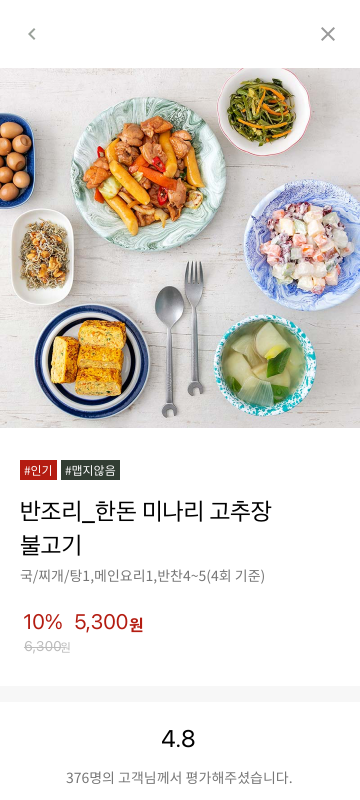 #인기 #맵지않음
반조리_한돈 미나리 고추장
불고기
국/찌개/탕1,메인요리1,반찬4~5(4회 기준)
10% 5,300원
6,300원
4.8
376명의 고객님께서 평가해주셨습니다.